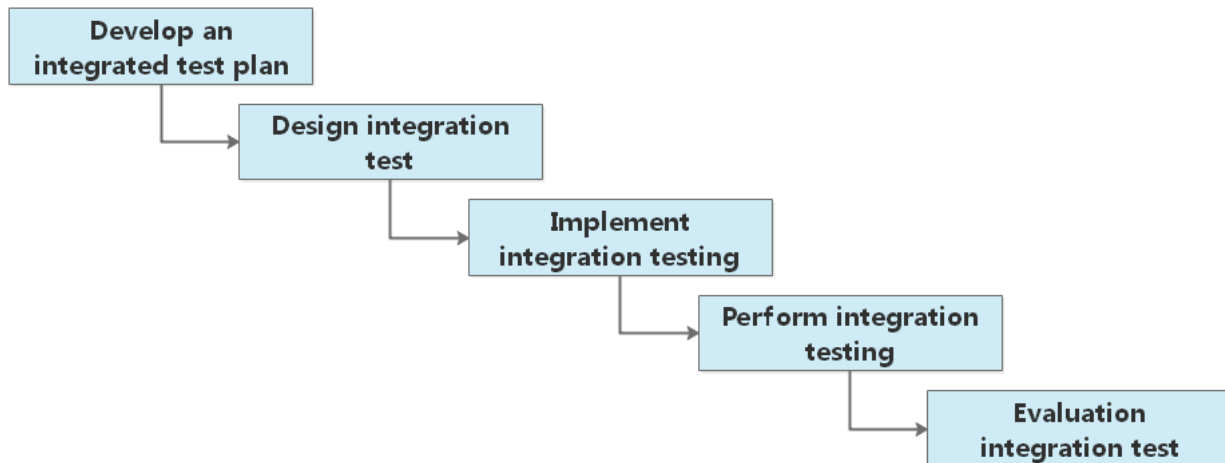 Develop an
integrated test plan
Design integration
test
Implement
integration testing
Perform integration
testing
Evaluation
integration test